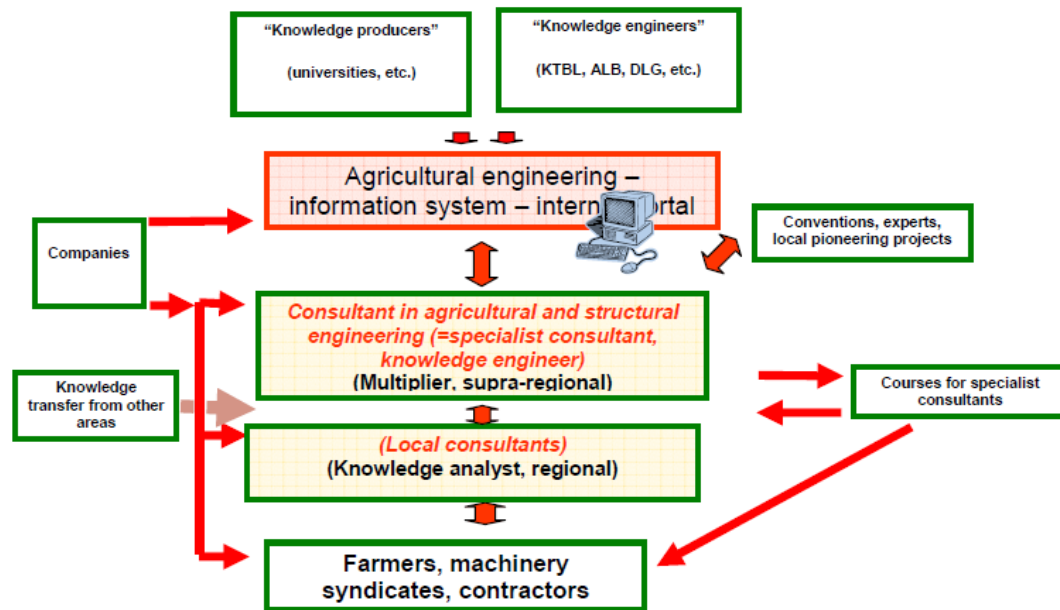 “Knowledge producers”
(universities, etc.)
“Knowledge engineers”
(KTBL, ALB, DLG, etc.)
Agricultural engineering –
information system –
Companies
Conventions, experts,
local pioneering projects
Consultant in agricultural and structural
engineering (=specialist consultant,
knowledge engineer)
(Multiplier, supra-regional)
Knowledge
transfer from other
areas
Courses for specialist
consultants
(Local consultants)
(Knowledge analyst, regional)
Farmers, machinery
syndicates, contractors